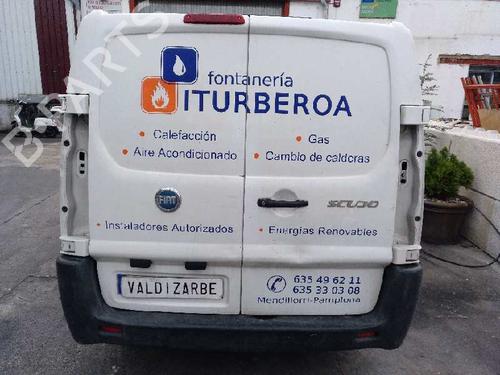 B-PARTS
fontanería
ITURBEROA
• Calefacción
• Gas
• Aire Acondicionado
• Cambio de calderas
FIAT
SCUDO
• Instaladores Autorizados
• Energías Renovables
635 49 62 11
635 33 03 08
Mendillorri-Pamplona
VALDIZARBE